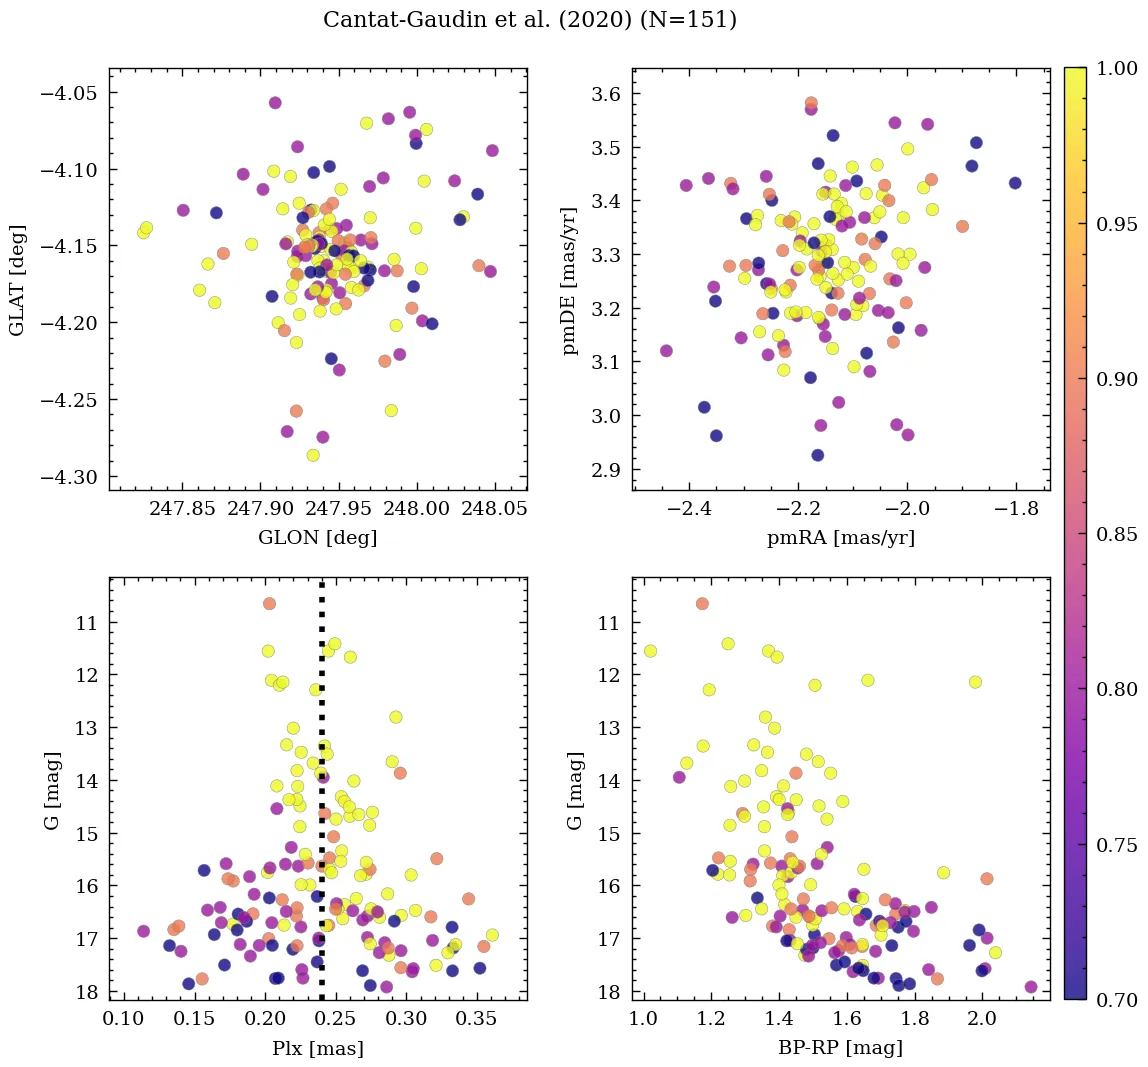 Cantat-Gaudin et al. (2020) (N=151)
GLAT [deg]
−4.05
−4.10
−4.15
−4.20
−4.25
−4.30
247.85 247.90 247.95 248.00 248.05
GLON [deg]
pmDE [mas/yr]
3.6
3.5
3.4
3.3
3.2
3.1
3.0
2.9
−2.4 −2.2 −2.0 −1.8
pmRA [mas/yr]
G [mag]
11
12
13
14
15
16
17
18
0.10 0.15 0.20 0.25 0.30 0.35
Plx [mas]
G [mag]
11
12
13
14
15
16
17
18
1.0 1.2 1.4 1.6 1.8 2.0
BP-RP [mag]
1.00
0.95
0.90
0.85
0.80
0.75
0.70